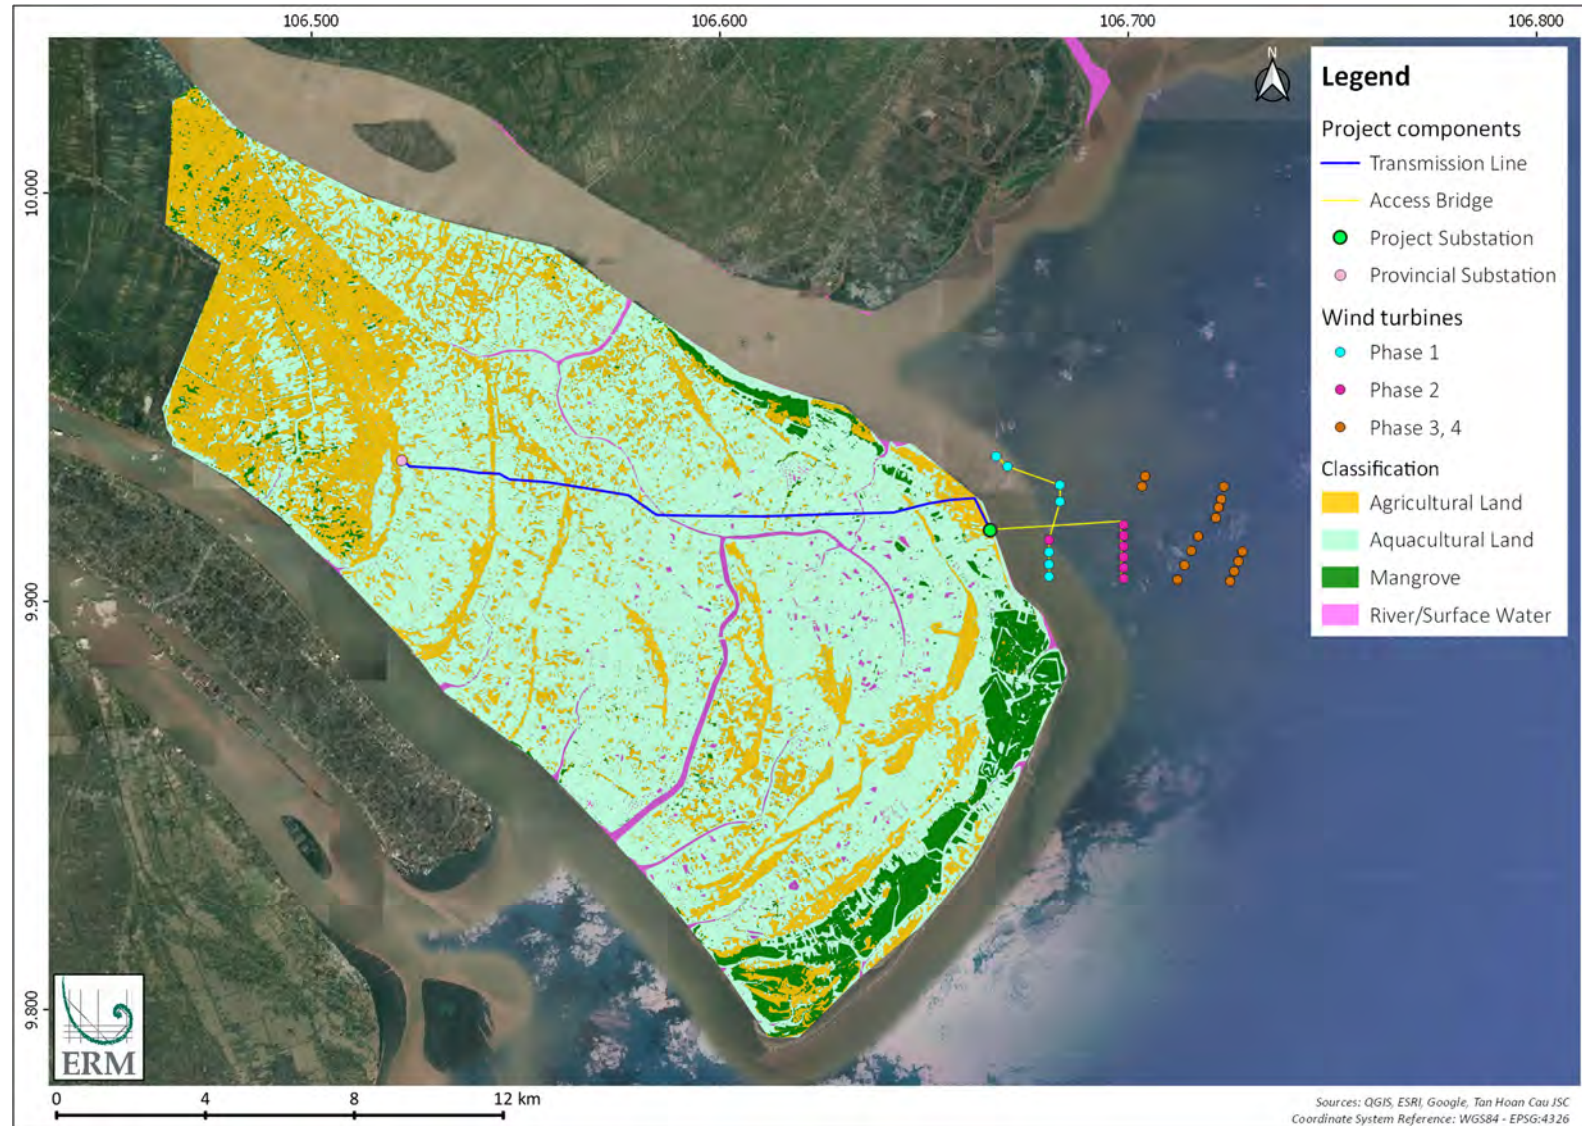 106.500 106.600 106.700 106.800
10.000
9.900
9.800
N
Legend
Project components
Transmission Line
Access Bridge
Project Substation
Provincial Substation
Wind turbines
Phase 1
Phase 2
Phase 3, 4
Classification
Agricultural Land
Aquacultural Land
Mangrove
River/Surface Water
ERM
0 4 8 12 km
Sources: QGIS, ESRI, Google, Tan Hoan Cau JSC
Coordinate System Reference: WGS84 - EPSG:4326